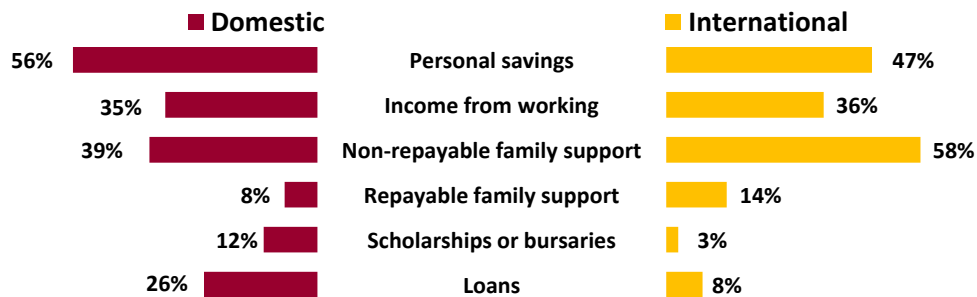 Domestic International
56% Personal savings 47%
35% Income from working 36%
39% Non-repayable family support 58%
8% Repayable family support 14%
12% Scholarships or bursaries 3%
26% Loans 8%